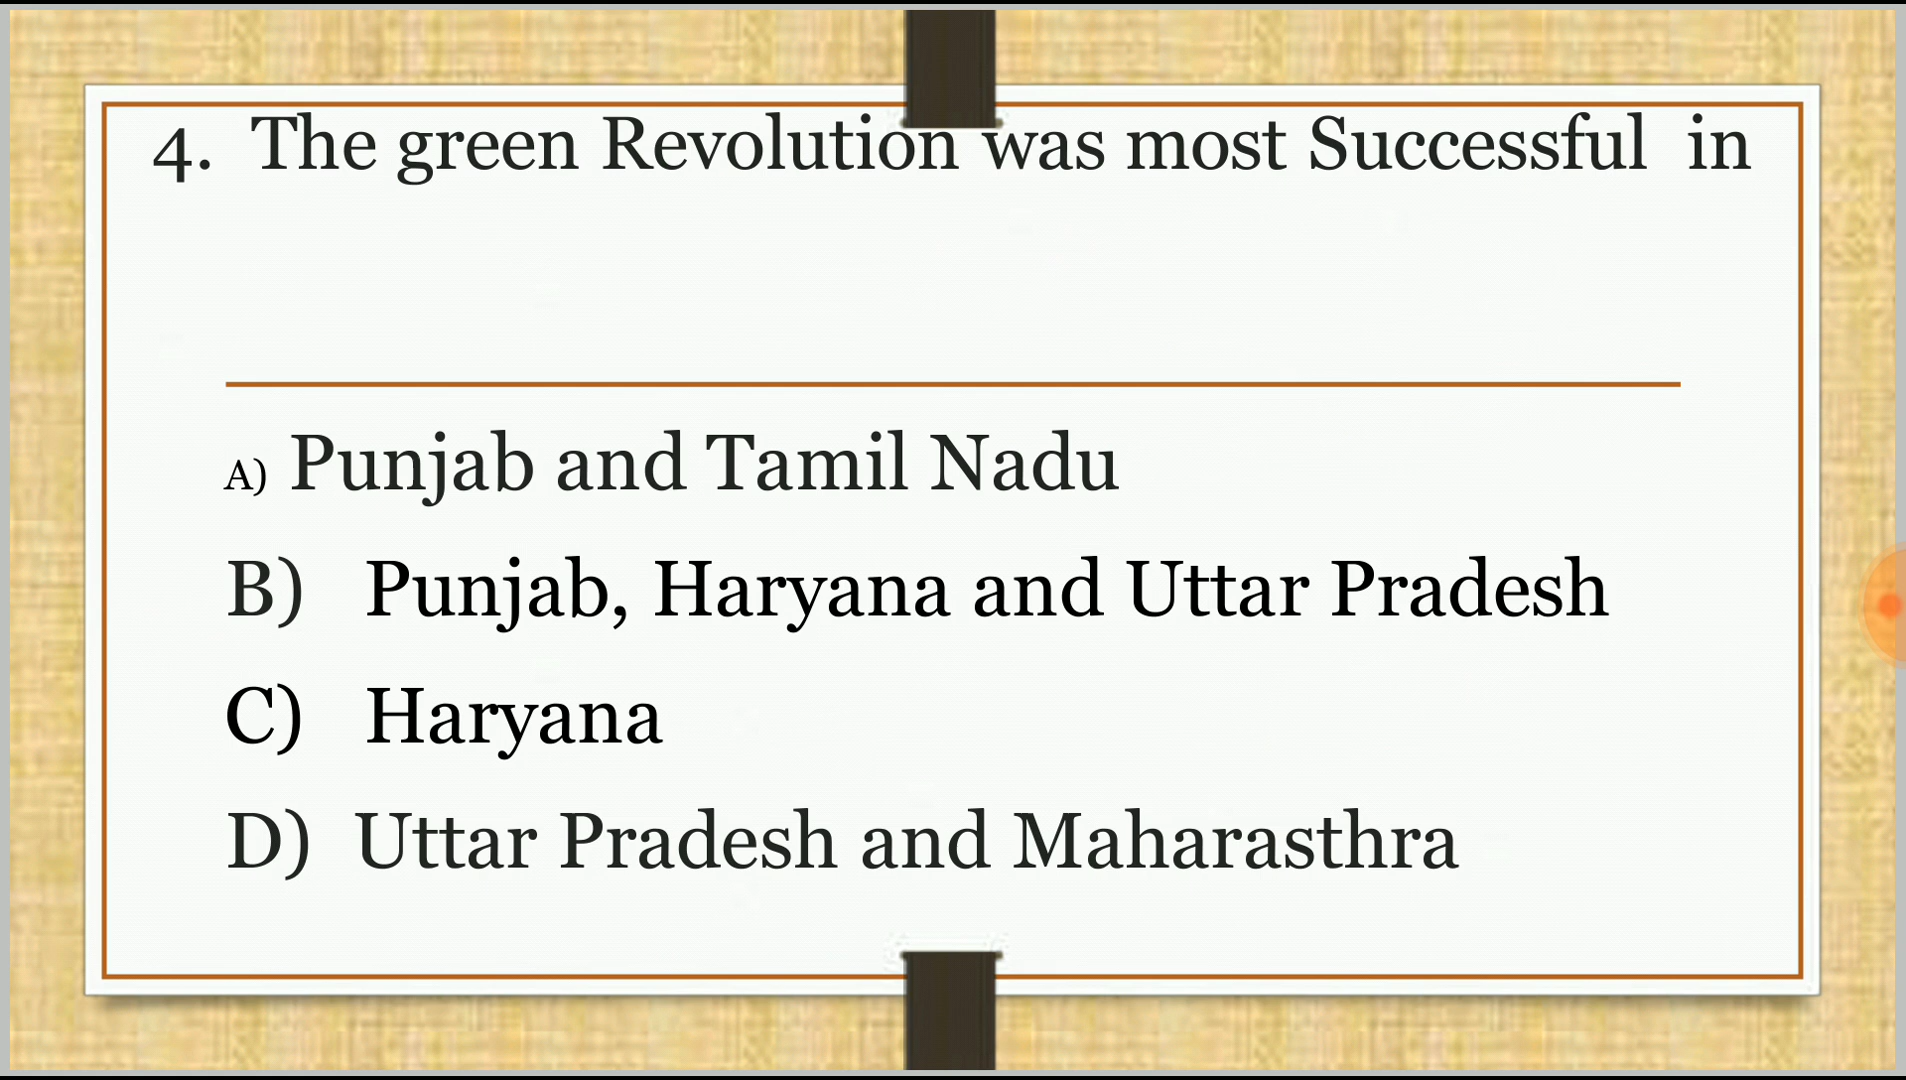 4. The green Revolution was most Successful in
A) Punjab and Tamil Nadu
B) Punjab, Haryana and Uttar Pradesh
C) Haryana
D) Uttar Pradesh and Maharasthra